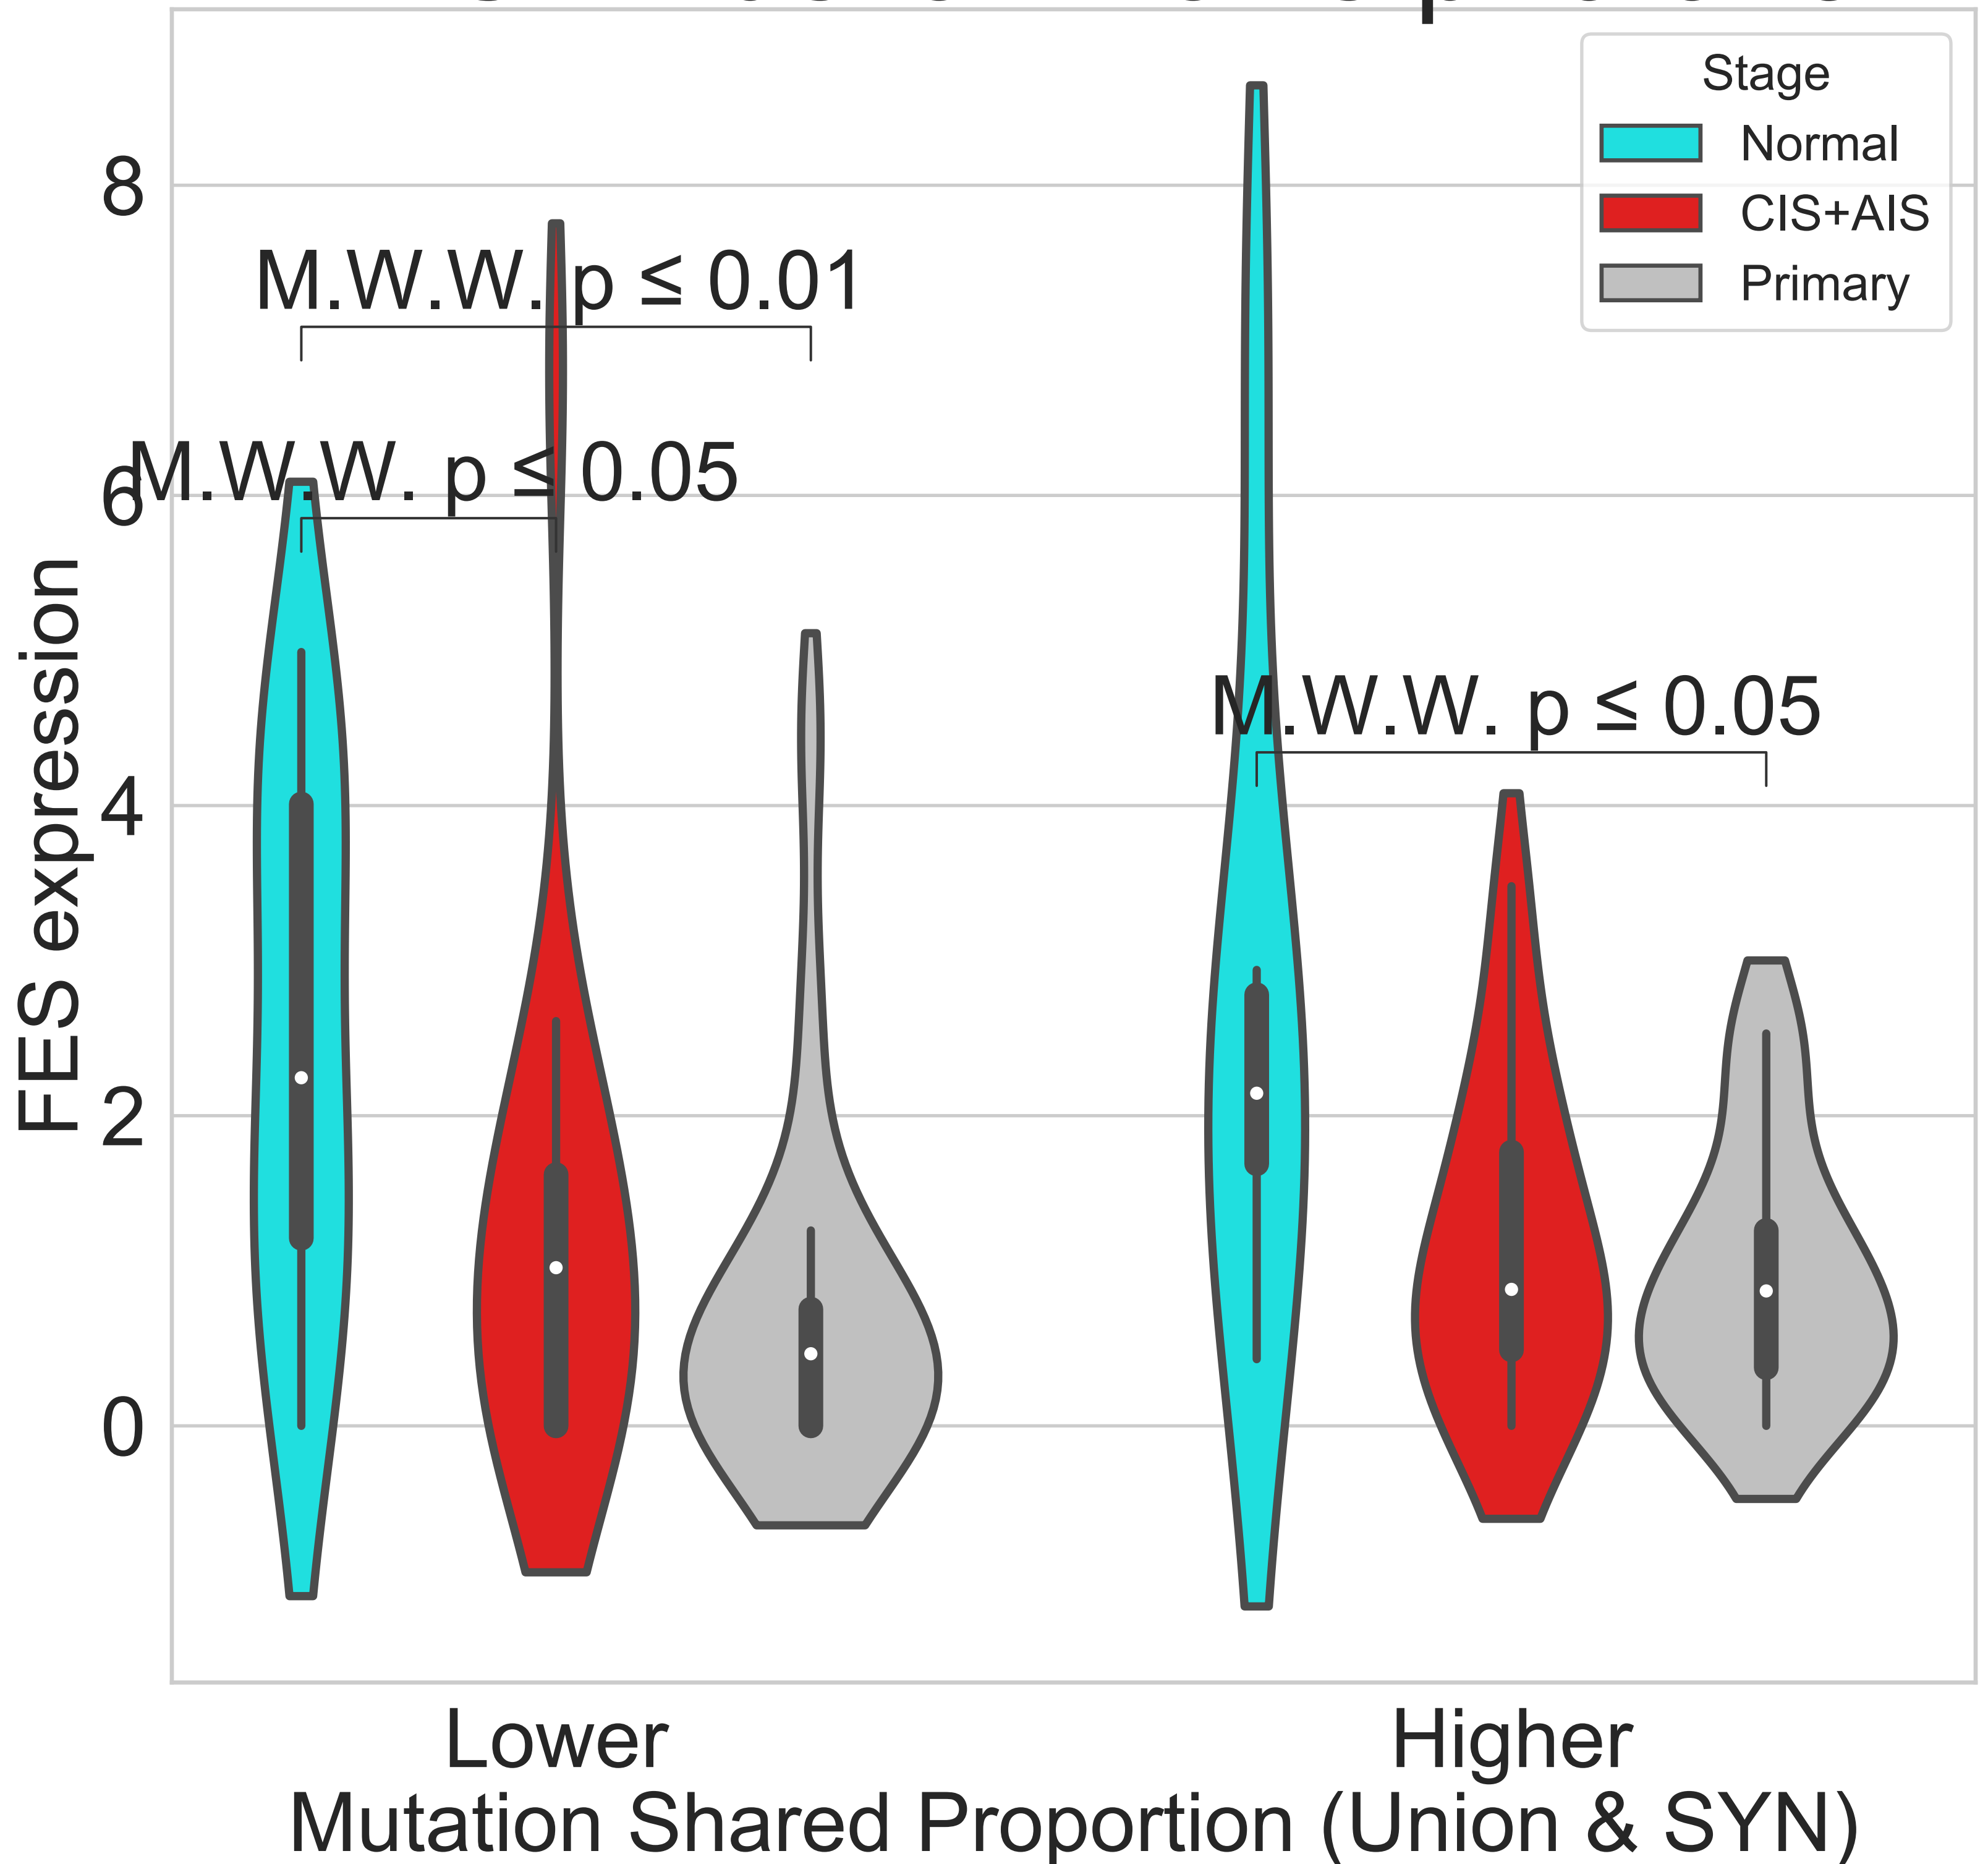 Stage
Normal
CIS+AIS
Primary
8
M.W.W. p ≤ 0.01
6
M.W.W. p ≤ 0.05
M.W.W. p ≤ 0.05
4
2
0
FES expression
Lower
Higher
Mutation Shared Proportion (Union & SYN)